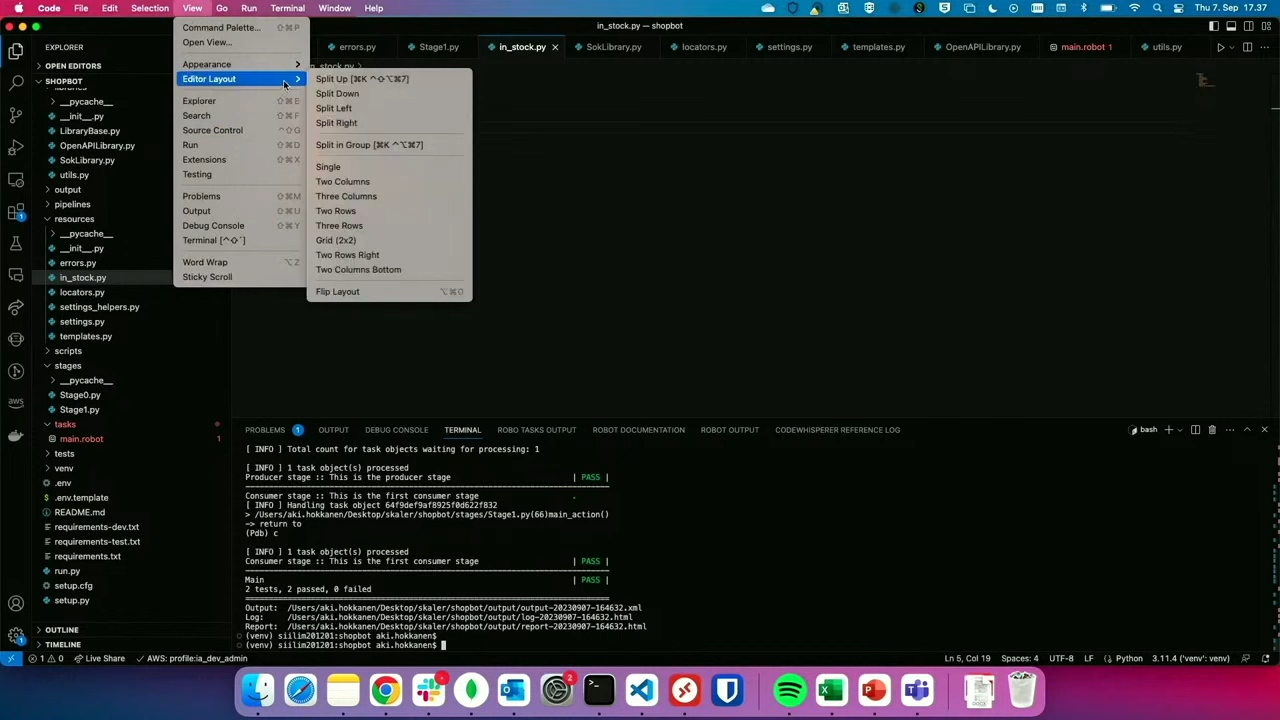 Code File Edit Selection View Go Run Terminal Window Help Thu 7. Sep 17.37
in_stock.py — shopbot
EXPLORER
errors.py Stage1.py in_stock.py SokLibrary.py locators.py settings.py templates.py OpenAPILibrary.py main.robot 1 utils.py
in_stock.py
OPEN EDITORS
SHOPBOT
libraries
__pycache__
__init__.py
LibraryBase.py
OpenAPILibrary.py
SokLibrary.py
utils.py
output
pipelines
resources
__pycache__
__init__.py
errors.py
in_stock.py
locators.py
settings_helpers.py
settings.py
templates.py
scripts
stages
__pycache__
Stage0.py
Stage1.py
tasks
main.robot 1
tests
venv
.env
.env.template
README.md
requirements-dev.txt
requirements-test.txt
requirements.txt
run.py
setup.cfg
setup.py
OUTLINE
TIMELINE
Command Palette... ⇧⌘P
Open View...
Appearance
Editor Layout
Explorer ⇧⌘E
Search ⇧⌘F
Source Control ^⇧G
Run ⇧⌘D
Extensions ⇧⌘X
Testing
Problems ⇧⌘M
Output ⇧⌘U
Debug Console ⇧⌘Y
Terminal [^⇧´]
Word Wrap ⌥Z
Sticky Scroll
Split Up [⌘K ^⇧⌥⌘7]
Split Down
Split Left
Split Right
Split in Group [⌘K ^⌥⌘7]
Single
Two Columns
Three Columns
Two Rows
Three Rows
Grid (2x2)
Two Rows Right
Two Columns Bottom
Flip Layout ⌥⌘0
PROBLEMS 1 OUTPUT DEBUG CONSOLE TERMINAL ROBO TASKS OUTPUT ROBOT DOCUMENTATION ROBOT OUTPUT CODEWHISPERER REFERENCE LOG bash
[ INFO ] Total count for task objects waiting for processing: 1
[ INFO ] 1 task object(s) processed
Producer stage :: This is the producer stage | PASS |
Consumer stage :: This is the first consumer stage .
[ INFO ] Handling task object 64f9def9af8925f0d622f832
> /Users/aki.hokkanen/Desktop/skaler/shopbot/stages/Stage1.py(66)main_action()
-> return to
(Pdb) c
[ INFO ] 1 task object(s) processed
Consumer stage :: This is the first consumer stage | PASS |
Main | PASS |
2 tests, 2 passed, 0 failed
Output: /Users/aki.hokkanen/Desktop/skaler/shopbot/output/output-20230907-164632.xml
Log: /Users/aki.hokkanen/Desktop/skaler/shopbot/output/log-20230907-164632.html
Report: /Users/aki.hokkanen/Desktop/skaler/shopbot/output/report-20230907-164632.html
(venv) siilim201201:shopbot aki.hokkanen$
(venv) siilim201201:shopbot aki.hokkanen$
1 0 Live Share AWS: profile:ia_dev_admin Ln 5, Col 19 Spaces: 4 UTF-8 LF Python 3.11.4 ('venv': venv)